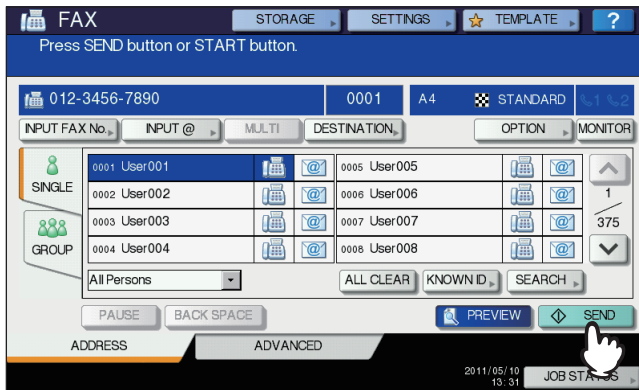 FAX STORAGE SETTINGS TEMPLATE ?
Press SEND button or START button.
012-3456-7890 0001 A4 STANDARD 1 2
INPUT FAX No. INPUT @ MULTI DESTINATION OPTION MONITOR
SINGLE
GROUP
0001 User001 @ 0005 User005 @
0002 User002 @ 0006 User006 @
0003 User003 @ 0007 User007 @
0004 User004 @ 0008 User008 @
1
375
All Persons ALL CLEAR KNOWN ID SEARCH
PAUSE BACK SPACE PREVIEW SEND
ADDRESS ADVANCED
2011/05/10
13:31
JOB STATUS